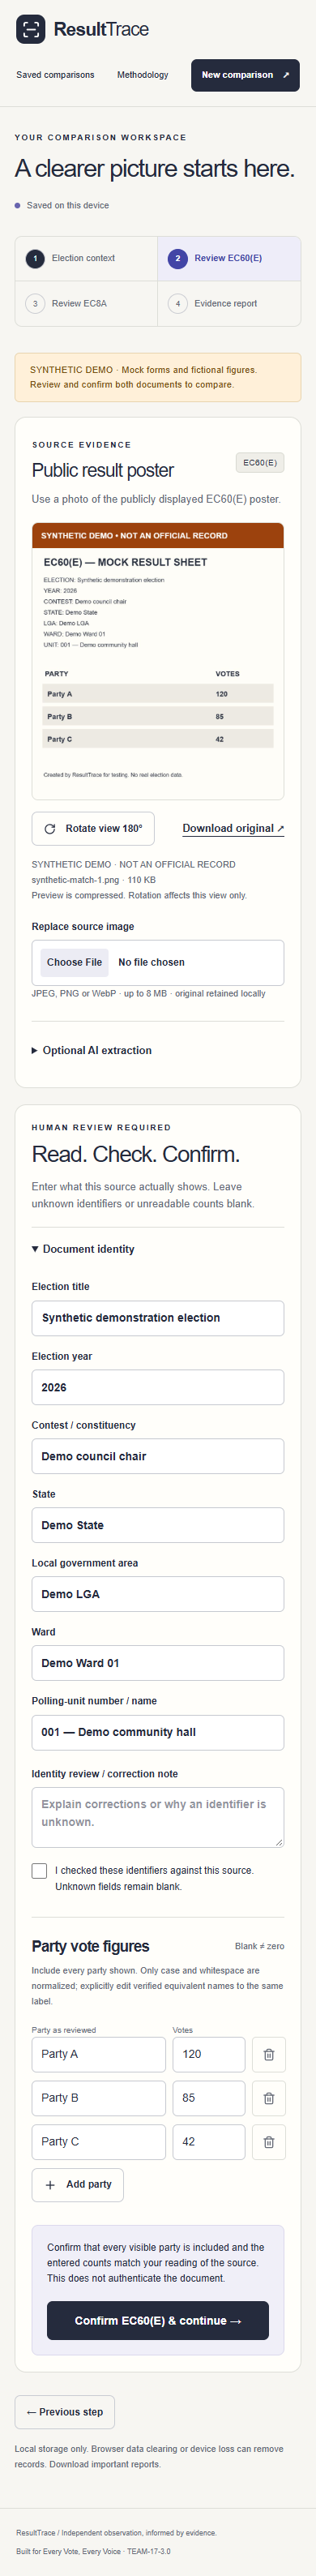 ResultTrace
Saved comparisons Methodology New comparison ↗
YOUR COMPARISON WORKSPACE
A clearer picture starts here.
Saved on this device
1 Election context
2 Review EC60(E)
3 Review EC8A
4 Evidence report
SYNTHETIC DEMO · Mock forms and fictional figures.
Review and confirm both documents to compare.
SOURCE EVIDENCE
Public result poster
EC60(E)
Use a photo of the publicly displayed EC60(E) poster.
SYNTHETIC DEMO • NOT AN OFFICIAL RECORD
EC60(E) — MOCK RESULT SHEET
ELECTION: Synthetic demonstration election
YEAR: 2026
CONTEST: Demo council chair
STATE: Demo State
LGA: Demo LGA
WARD: Demo Ward 01
UNIT: 001 — Demo community hall
PARTY VOTES
Party A 120
Party B 85
Party C 42
Created by ResultTrace for testing. No real election data.
Rotate view 180°
Download original ↗
SYNTHETIC DEMO · NOT AN OFFICIAL RECORD
synthetic-match-1.png · 110 KB
Preview is compressed. Rotation affects this view only.
Replace source image
Choose File No file chosen
JPEG, PNG or WebP · up to 8 MB · original retained locally
▶ Optional AI extraction
HUMAN REVIEW REQUIRED
Read. Check. Confirm.
Enter what this source actually shows. Leave
unknown identifiers or unreadable counts blank.
▼ Document identity
Election title
Synthetic demonstration election
Election year
2026
Contest / constituency
Demo council chair
State
Demo State
Local government area
Demo LGA
Ward
Demo Ward 01
Polling-unit number / name
001 — Demo community hall
Identity review / correction note
Explain corrections or why an identifier is
unknown.
I checked these identifiers against this source.
Unknown fields remain blank.
Party vote figures
Blank ≠ zero
Include every party shown. Only case and whitespace are
normalized; explicitly edit verified equivalent names to the same
label.
Party as reviewed Votes
Party A 120
Party B 85
Party C 42
+ Add party
Confirm that every visible party is included and the
entered counts match your reading of the source.
This does not authenticate the document.
Confirm EC60(E) & continue →
← Previous step
Local storage only. Browser data clearing or device loss can remove
records. Download important reports.
ResultTrace / Independent observation, informed by evidence.
Built for Every Vote, Every Voice · TEAM-17-3.0